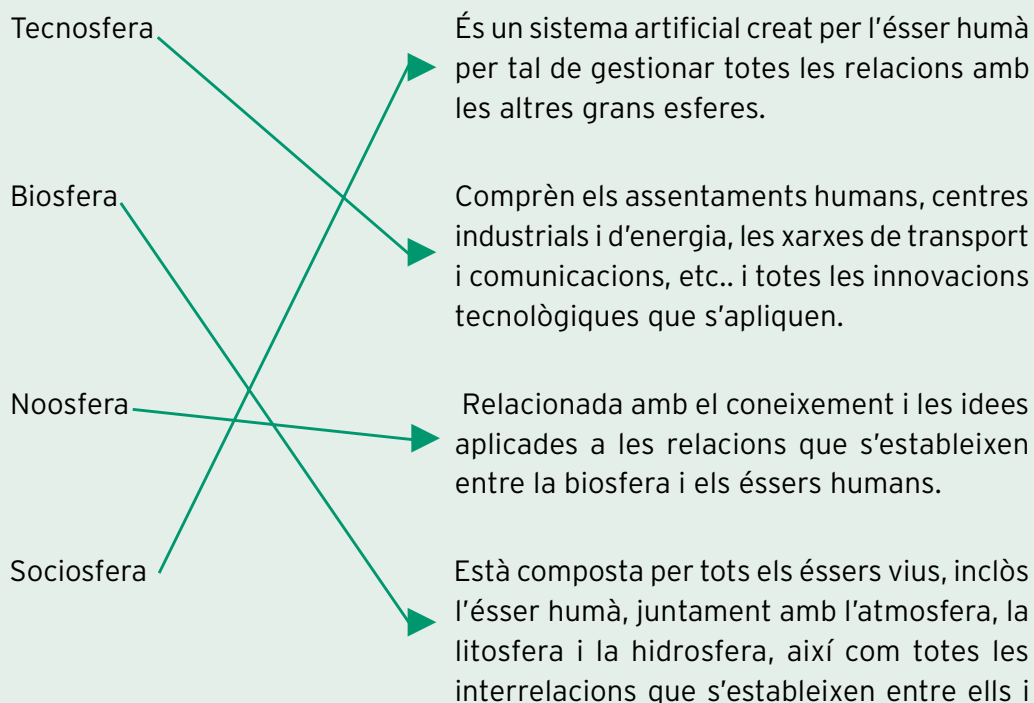 Tecnosfera
És un sistema artificial creat per l'ésser humà
per tal de gestionar totes les relacions amb
les altres grans esferes.
Biosfera
Comprèn els assentaments humans, centres
industrials i d'energia, les xarxes de transport
i comunicacions, etc.. i totes les innovacions
tecnològiques que s'apliquen.
Noosfera
Relacionada amb el coneixement i les idees
aplicades a les relacions que s'estableixen
entre la biosfera i els éssers humans.
Sociosfera
Està composta per tots els éssers vius, inclòs
l'ésser humà, juntament amb l'atmosfera, la
litosfera i la hidrosfera, així com totes les
interrelacions que s'estableixen entre ells i